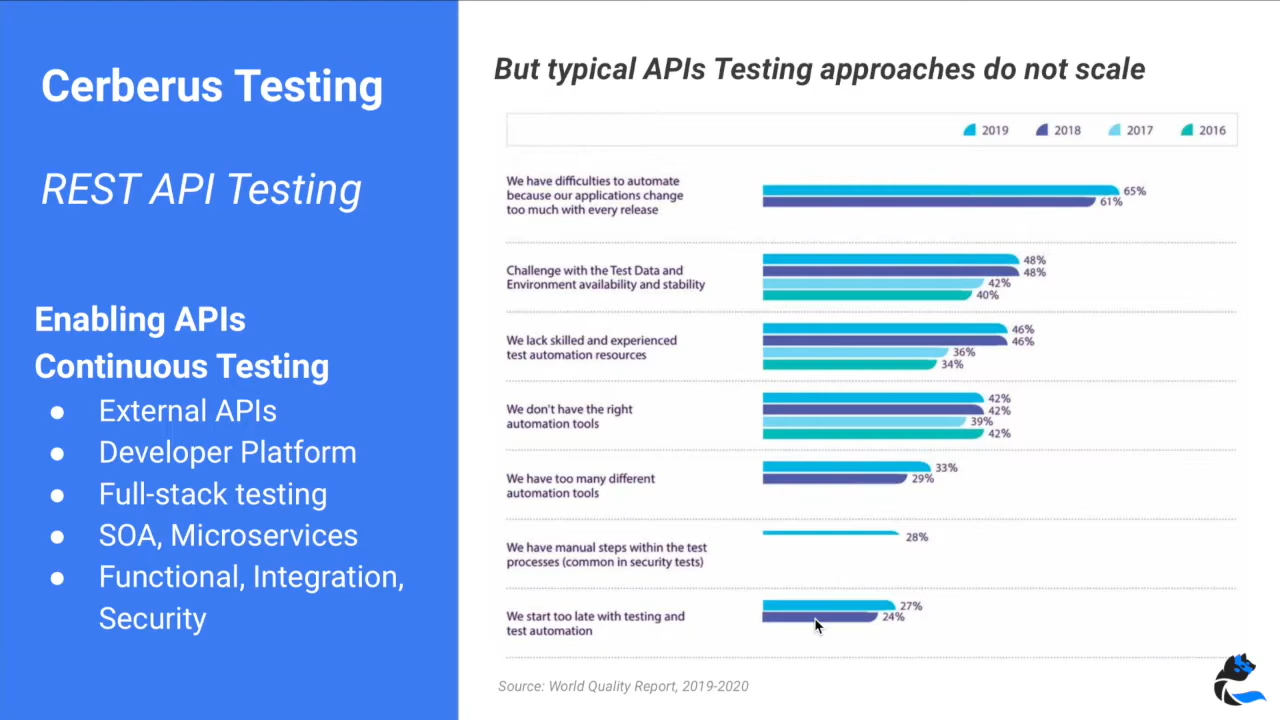 Cerberus Testing
REST API Testing
Enabling APIs
Continuous Testing
● External APIs
● Developer Platform
● Full-stack testing
● SOA, Microservices
● Functional, Integration,
Security
But typical APIs Testing approaches do not scale
2019 2018 2017 2016
We have difficulties to automate
because our applications change
too much with every release
65%
61%
Challenge with the Test Data and
Environment availability and stability
48%
48%
42%
40%
We lack skilled and experienced
test automation resources
46%
46%
36%
34%
We don't have the right
automation tools
42%
42%
39%
42%
We have too many different
automation tools
33%
29%
We have manual steps within the test
processes (common in security tests)
28%
We start too late with testing and
test automation
27%
24%
Source: World Quality Report, 2019-2020